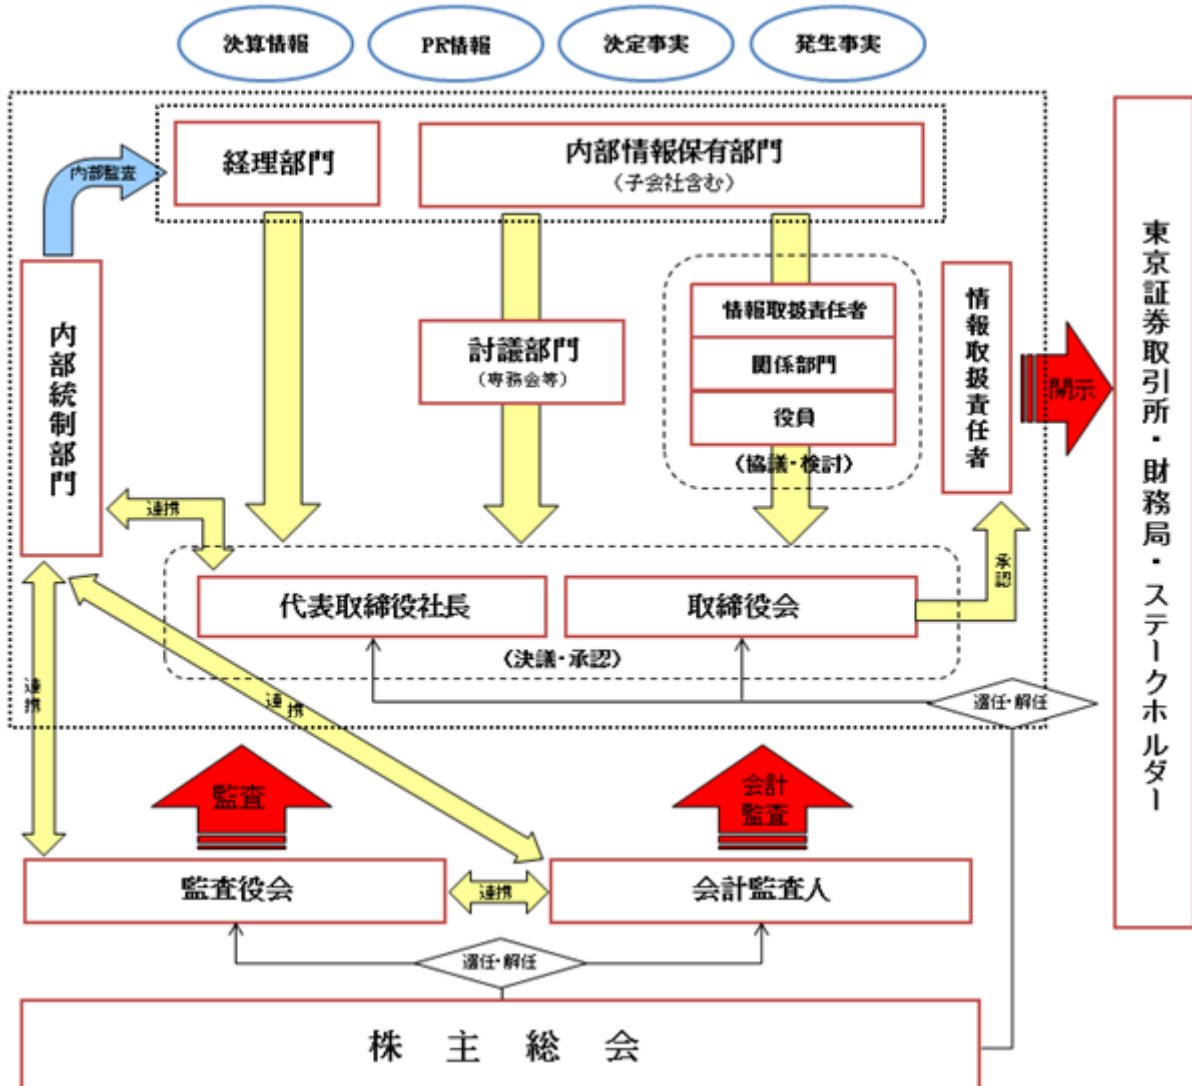 決算情報
PR情報
決定事実
発生事実
経理部門
内部情報保有部門
（子会社含む）
内部監査
内部統制部門
討議部門
（専務会等）
情報取扱責任者
関係部門
役員
（協議・検討）
情報取扱責任者
開示
東京証券取引所・財務局・ステークホルダー
連携
代表取締役社長
取締役会
（決議・承認）
承認
選任・解任
連携
連携
監査
会計
監査
監査役会
連携
会計監査人
選任・解任
株主総会